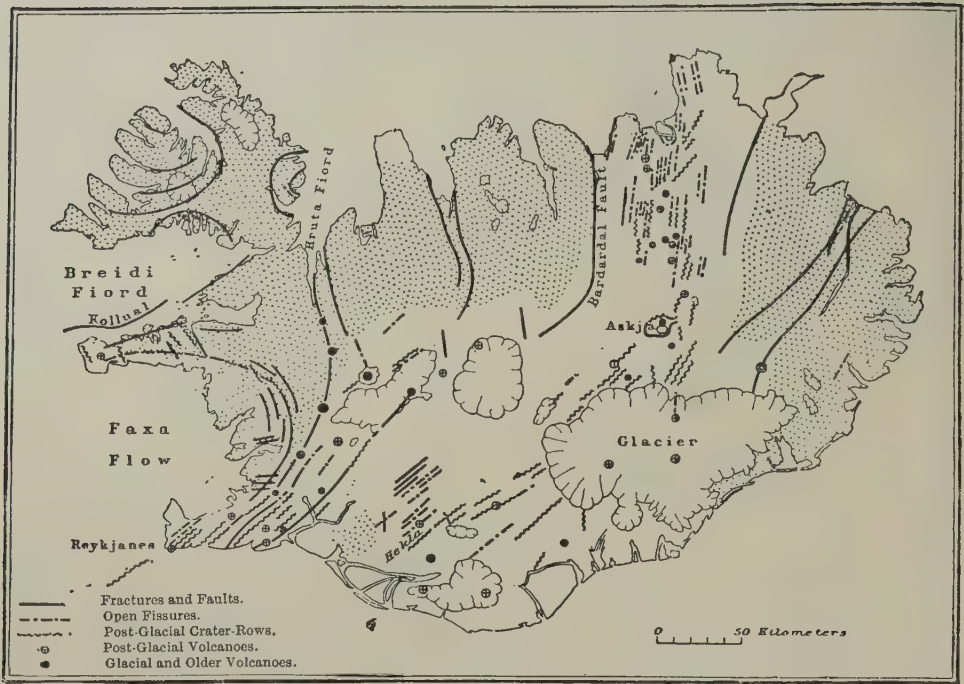 Hruta Fiord
Bardardal Fault
Breidi
Fiord
Kollual
Askja
Faxa
Flow
Glacier
Reykjanes
Hekla
Fractures and Faults.
Open Fissures.
Post-Glacial Crater-Rows.
Post-Glacial Volcanoes.
Glacial and Older Volcanoes.
0 50 Kilometers